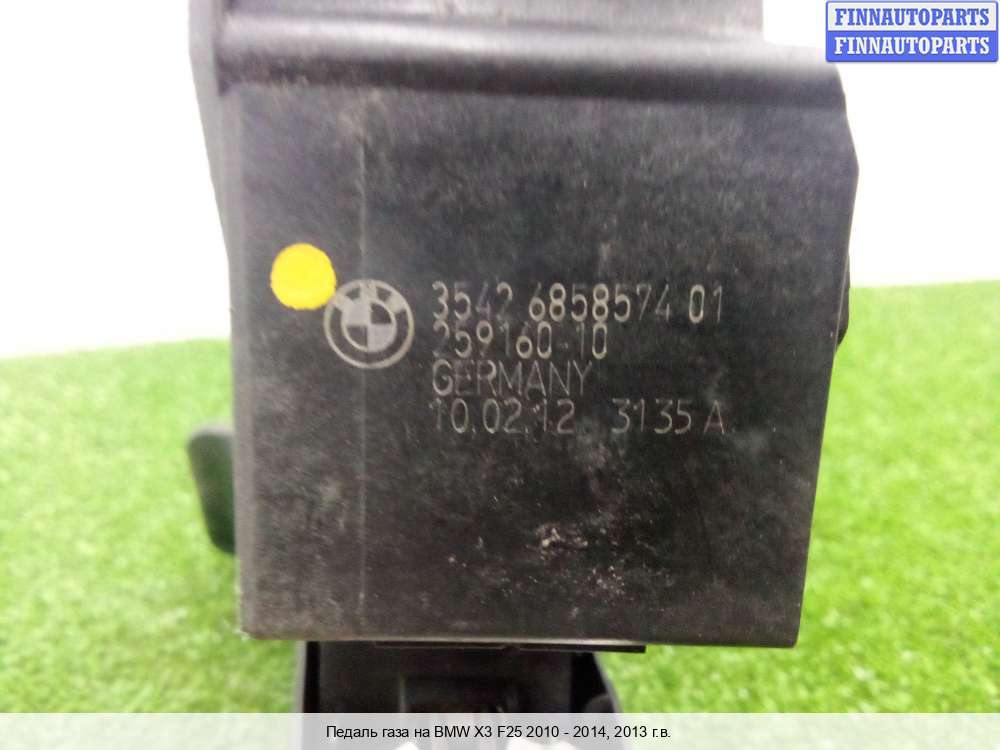 FINNAUTOPARTS
FINNAUTOPARTS
3542 6858574 01
259160-10
GERMANY
10.02.12 3135 A
Педаль газа на BMW X3 F25 2010 - 2014, 2013 г.в.